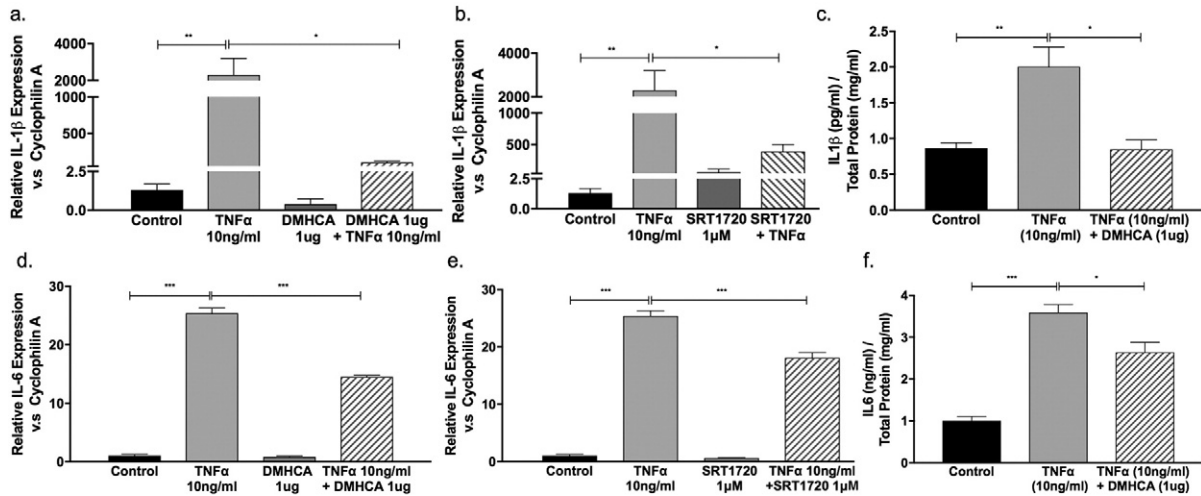 a.
Relative IL-1β Expression
v.s Cyclophilin A
4000
2000
1000
500
2.5
0.0
**
*
Control
TNFα
10ng/ml
DMHCA
1ug
DMHCA 1ug
+ TNFα 10ng/ml
b.
Relative IL-1β Expression
v.s Cyclophilin A
4000
2000
1000
500
2.5
0.0
**
*
Control
TNFα
10ng/ml
SRT1720
1µM
SRT1720
+ TNFα
c.
IL1β (pg/ml) /
Total Protein (mg/ml)
2.5
2.0
1.5
1.0
0.5
0.0
**
*
Control
TNFα
(10ng/ml)
TNFα (10ng/ml)
+ DMHCA (1ug)
d.
Relative IL-6 Expression
v.s Cyclophilin A
30
20
10
0
***
***
Control
TNFα
10ng/ml
DMHCA
1ug
TNFα 10ng/ml
+ DMHCA 1ug
e.
Relative IL-6 Expression
v.s Cyclophilin A
30
20
10
0
***
***
Control
TNFα
10ng/ml
SRT1720
1µM
TNFα 10ng/ml
+SRT1720 1µM
f.
IL6 (ng/ml) /
Total Protein (mg/ml)
4
3
2
1
0
***
*
Control
TNFα
(10ng/ml)
TNFα (10ng/ml)
+ DMHCA (1ug)